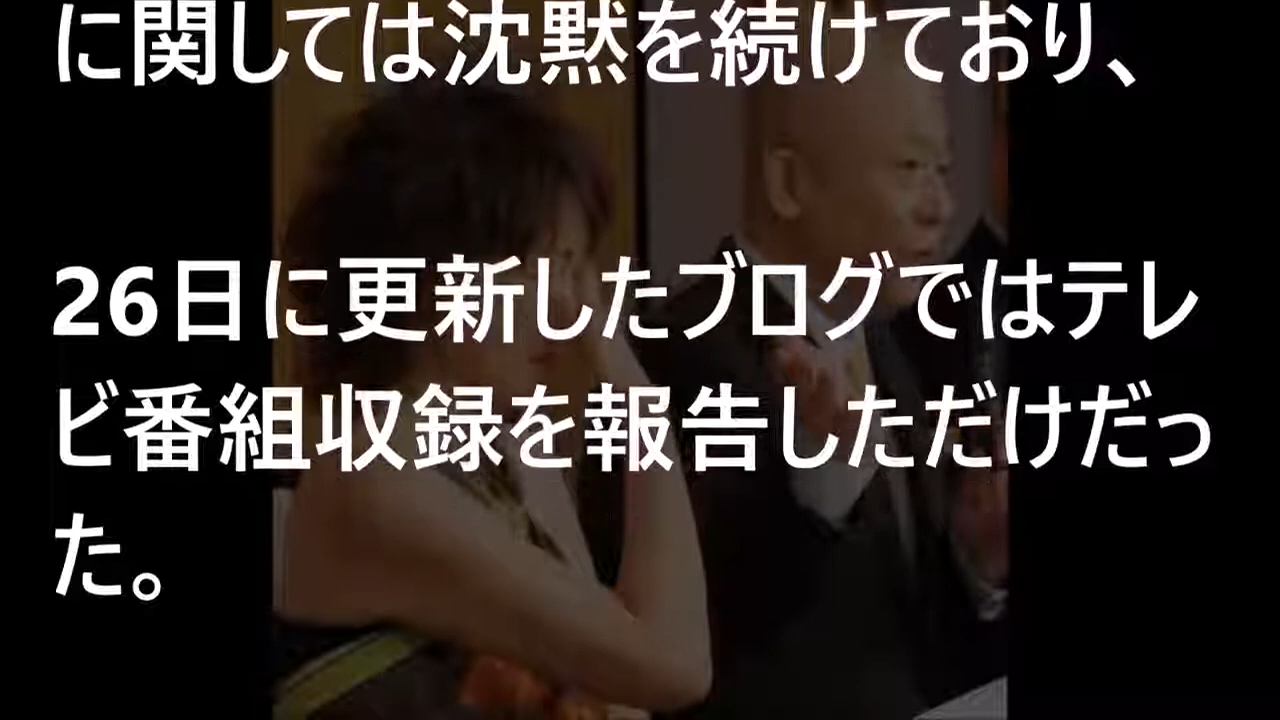 に関しては沈黙を続けており、
26日に更新したブログではテレ
ビ番組収録を報告しただけだっ
た。